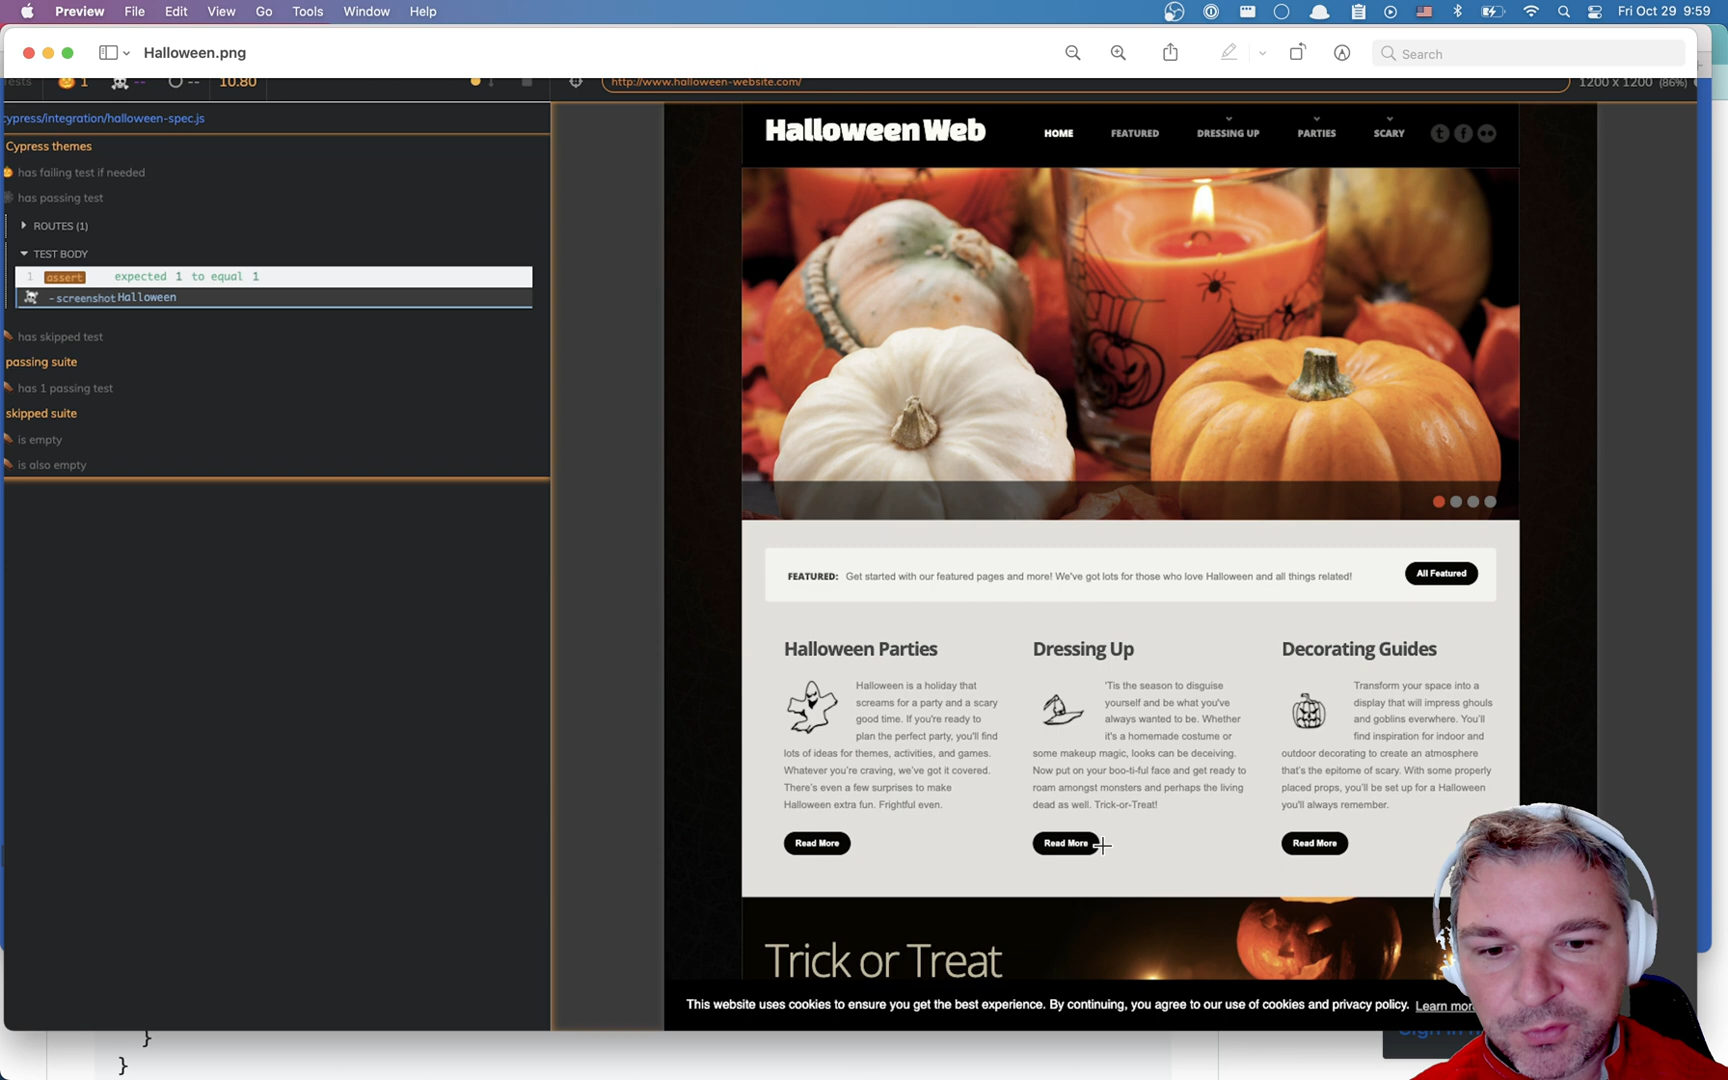 Preview File Edit View Go Tools Window Help
Fri Oct 29 9:59
Halloween.png
Search
Tests 1 -- -- 10.80
http://www.halloween-website.com/
1200 x 1200 (86%)
cypress/integration/halloween-spec.js
Cypress themes
has failing test if needed
has passing test
ROUTES (1)
TEST BODY
1 assert expected 1 to equal 1
-screenshot Halloween
has skipped test
passing suite
has 1 passing test
skipped suite
is empty
is also empty
Halloween Web
HOME FEATURED DRESSING UP PARTIES SCARY
FEATURED: Get started with our featured pages and more! We've got lots for those who love Halloween and all things related!
All Featured
Halloween Parties
Halloween is a holiday that
screams for a party and a scary
good time. If you're ready to
plan the perfect party, you'll find
lots of ideas for themes, activities, and games.
Whatever you're craving, we've got it covered.
There's even a few surprises to make
Halloween extra fun. Frightful even.
Read More
Dressing Up
'Tis the season to disguise
yourself and be what you've
always wanted to be. Whether
it's a homemade costume or
some makeup magic, looks can be deceiving.
Now put on your boo-ti-ful face and get ready to
roam amongst monsters and perhaps the living
dead as well. Trick-or-Treat!
Read More
Decorating Guides
Transform your space into a
display that will impress ghouls
and goblins everywhere. You'll
find inspiration for indoor and
outdoor decorating to create an atmosphere
that's the epitome of scary. With some properly
placed props, you'll be set up for a Halloween
you'll always remember.
Read More
Trick or Treat
This website uses cookies to ensure you get the best experience. By continuing, you agree to our use of cookies and privacy policy. Learn more
}
}